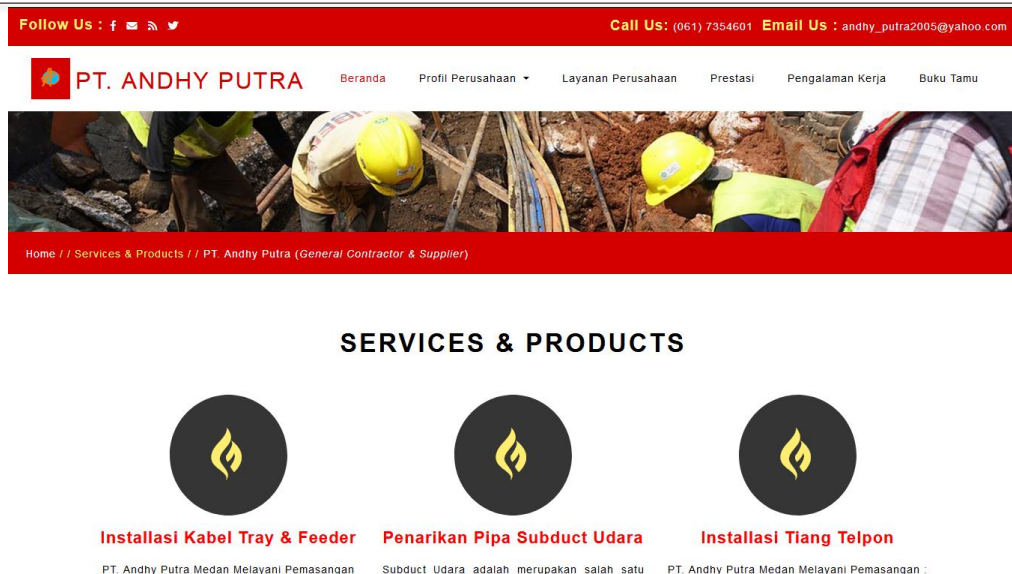 Follow Us :
Call Us: (061) 7354601 Email Us : andhy_putra2005@yahoo.com
PT. ANDHY PUTRA
Beranda Profil Perusahaan Layanan Perusahaan Prestasi Pengalaman Kerja Buku Tamu
Home / / Services & Products / / PT. Andhy Putra (General Contractor & Supplier)
SERVICES & PRODUCTS
Installasi Kabel Tray & Feeder
PT. Andhy Putra Medan Melayani Pemasangan
Penarikan Pipa Subduct Udara
Subduct Udara adalah merupakan salah satu
Installasi Tiang Telpon
PT. Andhy Putra Medan Melayani Pemasangan :